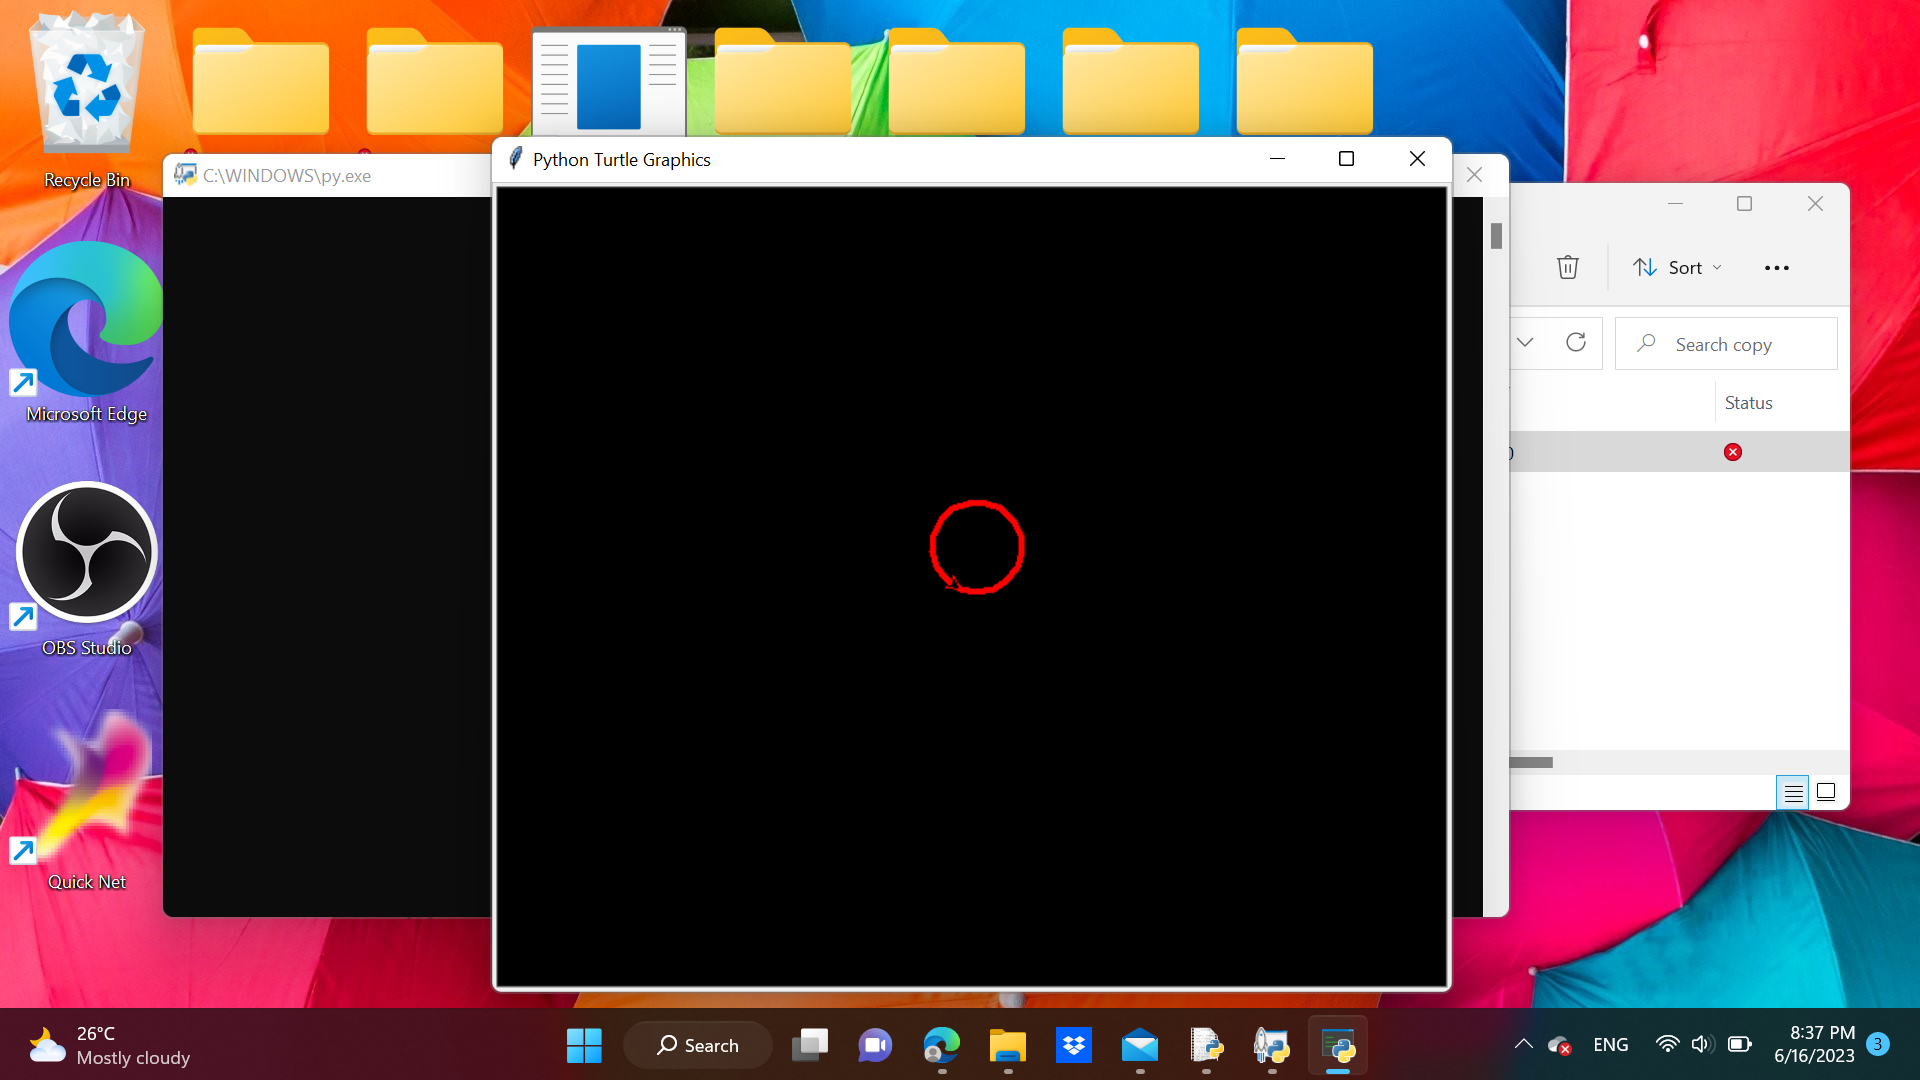 Recycle Bin
Microsoft Edge
OBS Studio
Quick Net
C:\WINDOWS\py.exe
Python Turtle Graphics
Sort
Search copy
Status
26°C
Mostly cloudy
Search
ENG
8:37 PM
6/16/2023
3